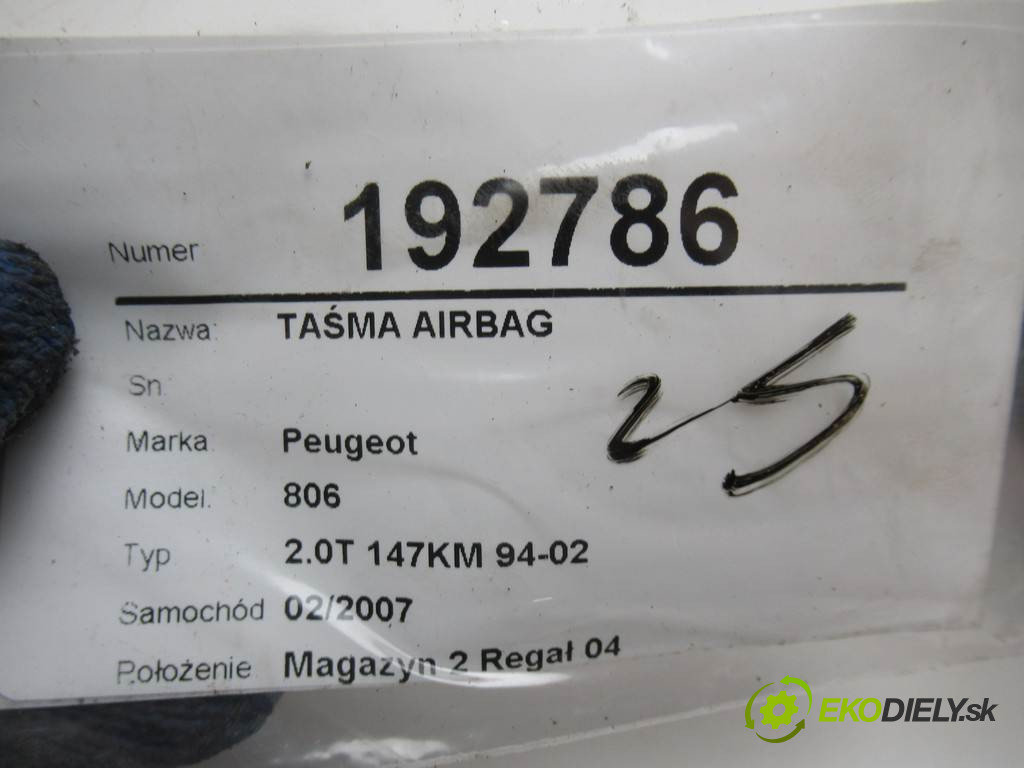 Numer 192786
Nazwa: TAŚMA AIRBAG
Sn.
Marka: Peugeot
25
Model: 806
Typ 2.0T 147KM 94-02
Samochód 02/2007
Położenie Magazyn 2 Regał 04
EKODIELY.sk